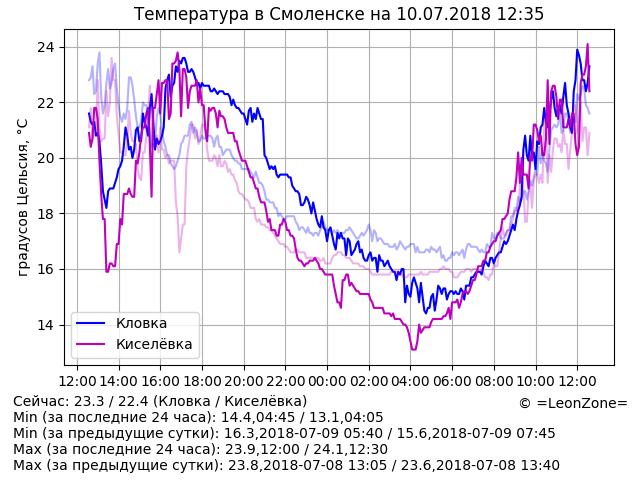 Температура в Смоленске на 10.07.2018 12:35
градусов Цельсия, °C
24
22
20
18
16
14
Кловка
Киселёвка
12:00 14:00 16:00 18:00 20:00 22:00 00:00 02:00 04:00 06:00 08:00 10:00 12:00
Сейчас: 23.3 / 22.4 (Кловка / Киселёвка)
© =LeonZone=
Min (за последние 24 часа): 14.4,04:45 / 13.1,04:05
Min (за предыдущие сутки): 16.3,2018-07-09 05:40 / 15.6,2018-07-09 07:45
Max (за последние 24 часа): 23.9,12:00 / 24.1,12:30
Max (за предыдущие сутки): 23.8,2018-07-08 13:05 / 23.6,2018-07-08 13:40